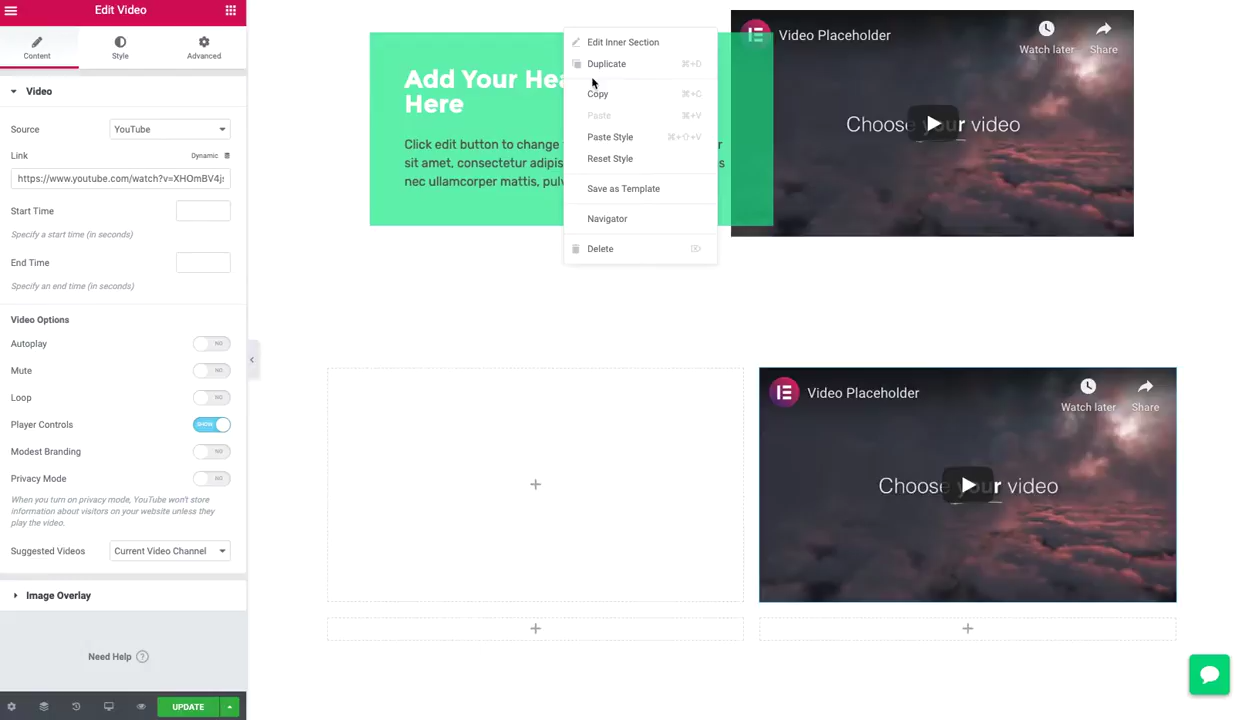 Edit Video
Content
Style
Advanced
Video
Source
YouTube
Link
Dynamic
https://www.youtube.com/watch?v=XHOmBV4j
Start Time
Specify a start time (in seconds)
End Time
Specify an end time (in seconds)
Video Options
Autoplay
NO
Mute
NO
Loop
NO
Player Controls
SHOW
Modest Branding
NO
Privacy Mode
NO
When you turn on privacy mode, YouTube won't store
information about visitors on your website unless they
play the video.
Suggested Videos
Current Video Channel
Image Overlay
Need Help
UPDATE
Add Your Hea
Here
Click edit button to change
sit amet, consectetur adipis
nec ullamcorper mattis, pulv
Edit Inner Section
Duplicate ⌘+D
Copy ⌘+C
Paste ⌘+V
Paste Style ⌘+⇧+V
Reset Style
Save as Template
Navigator
Delete
Video Placeholder
Watch later
Share
Choose your video
Video Placeholder
Watch later
Share
Choose your video